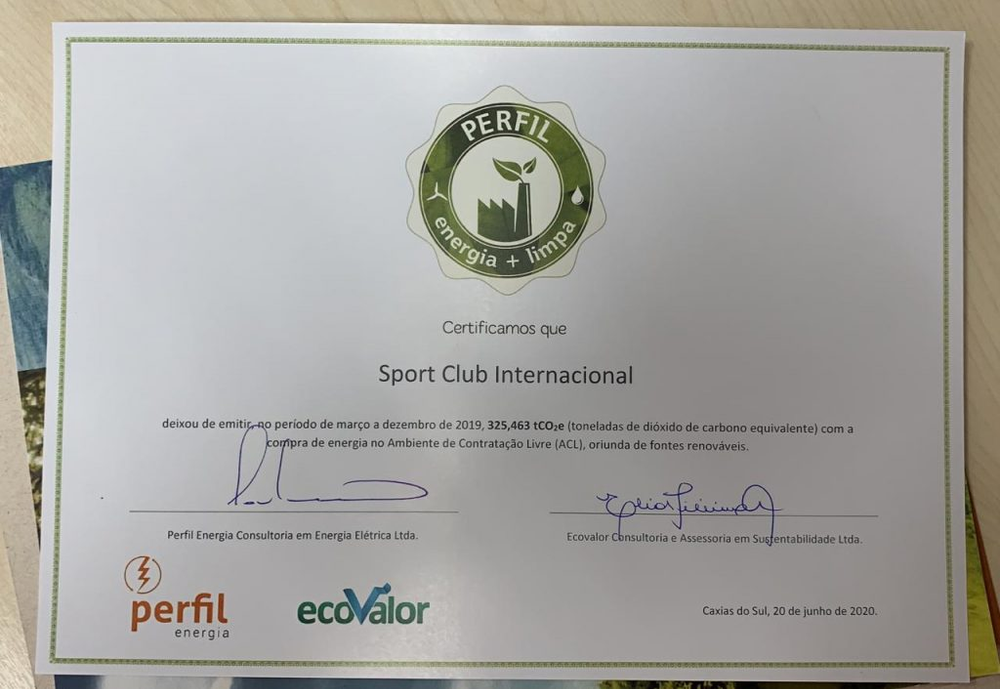 PERFIL
energia + limpa
Certificamos que
Sport Club Internacional
deixou de emitir, no período de março a dezembro de 2019, 325,463 tCO₂e (toneladas de dióxido de carbono equivalente) com a
compra de energia no Ambiente de Contratação Livre (ACL), oriunda de fontes renováveis.
Perfil Energia Consultoria em Energia Elétrica Ltda.
Ecovalor Consultoria e Assessoria em Sustentabilidade Ltda.
perfil
energia
ecoValor
Caxias do Sul, 20 de junho de 2020.